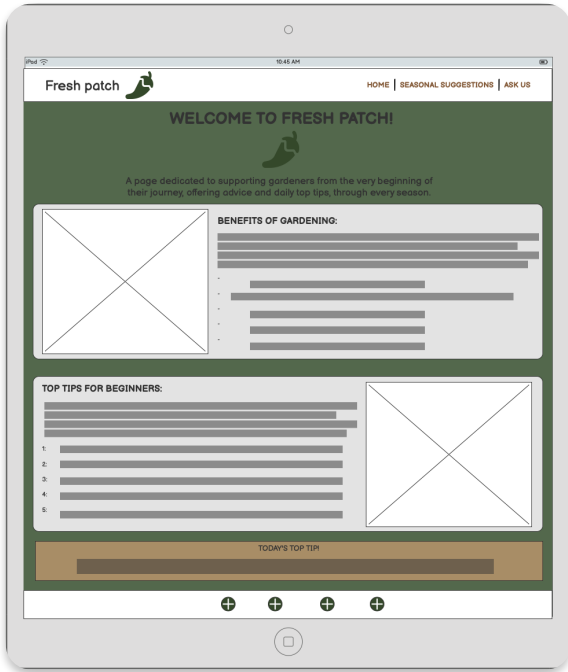 iPad 10:45 AM
Fresh patch
HOME | SEASONAL SUGGESTIONS | ASK US
WELCOME TO FRESH PATCH!
A page dedicated to supporting gardeners from the very beginning of
their journey, offering advice and daily top tips, through every season.
BENEFITS OF GARDENING:
-
-
-
-
-
TOP TIPS FOR BEGINNERS:
1:
2:
3:
4:
5:
TODAY'S TOP TIP!